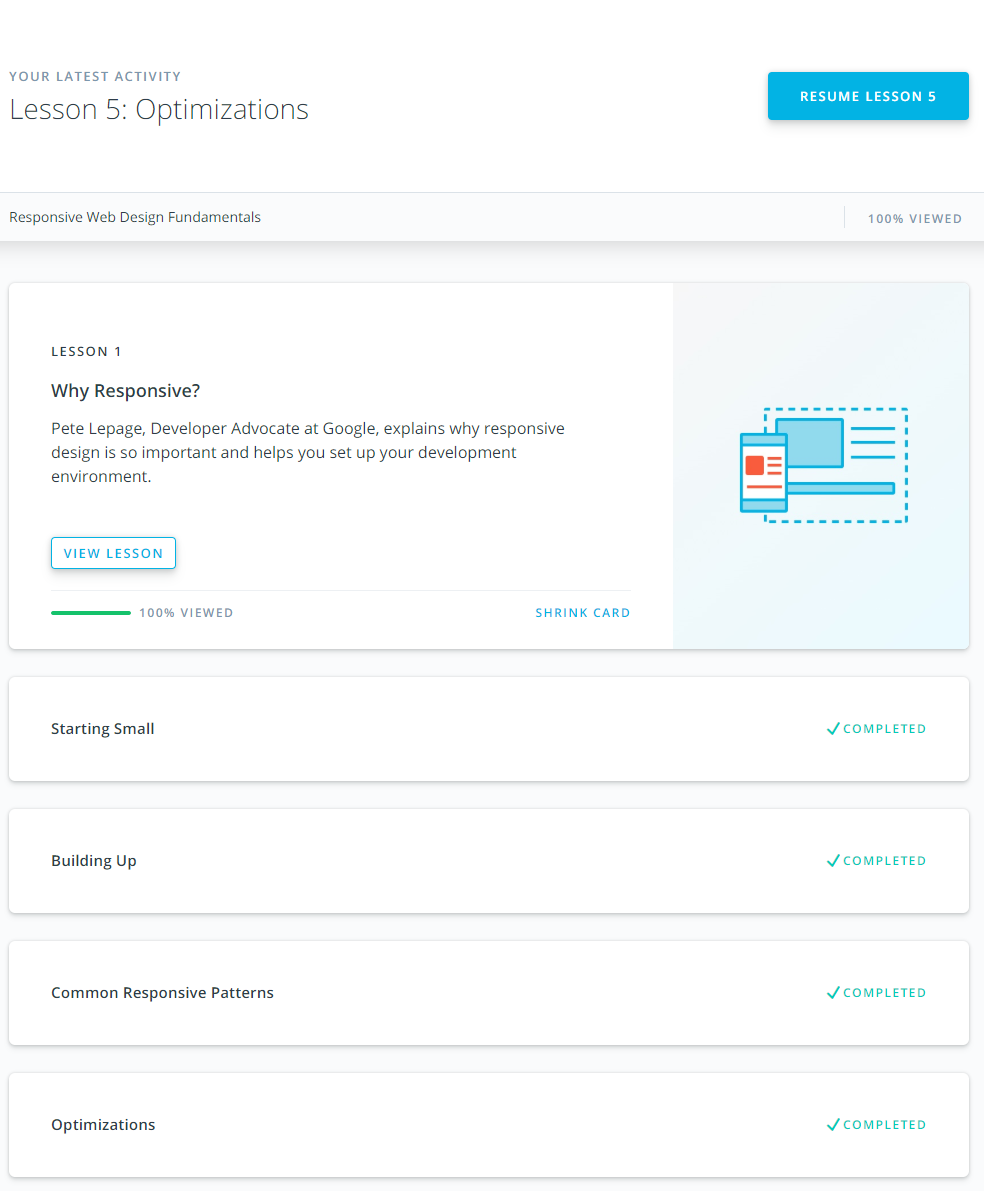 YOUR LATEST ACTIVITY
Lesson 5: Optimizations
RESUME LESSON 5
Responsive Web Design Fundamentals
100% VIEWED
LESSON 1
Why Responsive?
Pete Lepage, Developer Advocate at Google, explains why responsive
design is so important and helps you set up your development
environment.
VIEW LESSON
100% VIEWED
SHRINK CARD
Starting Small
COMPLETED
Building Up
COMPLETED
Common Responsive Patterns
COMPLETED
Optimizations
COMPLETED